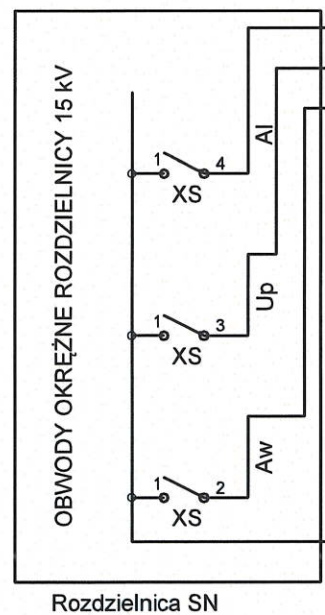 OBWODY OKRĘŻNE ROZDZIELNICY 15 kV
1 4
XS
Al
1 3
XS
Up
1 2
XS
Aw
Rozdzielnica SN